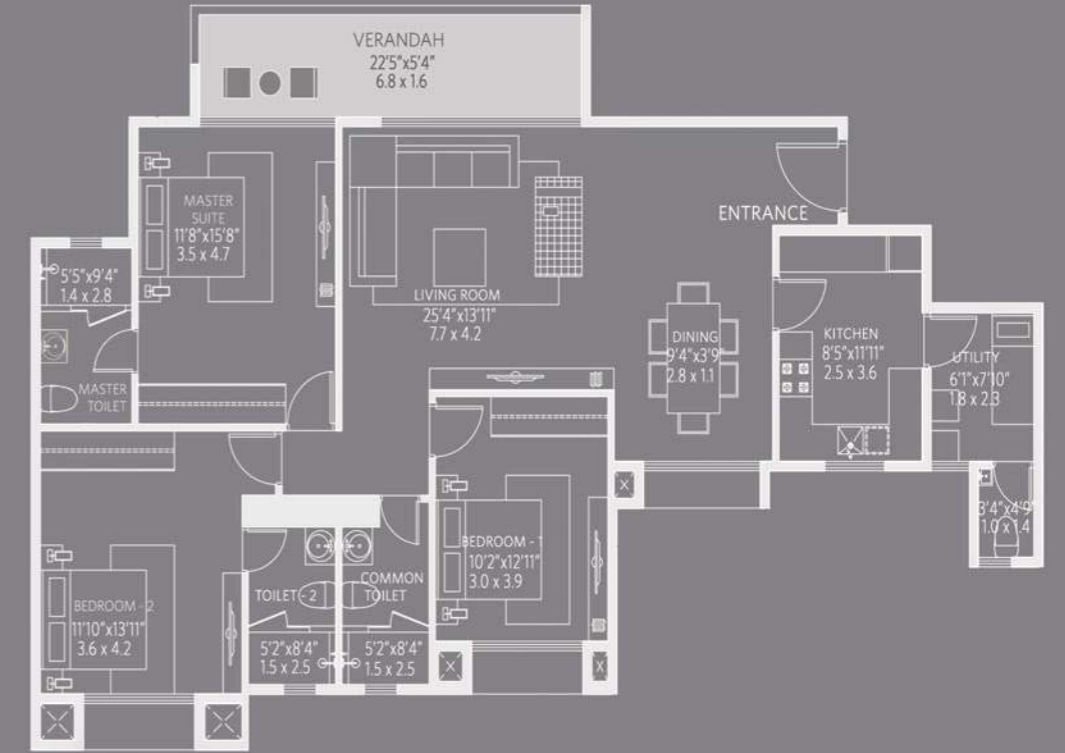 VERANDAH
22'5"x5'4"
6.8 x 1.6
MASTER
SUITE
11'8"x15'8"
3.5 x 4.7
ENTRANCE
5'5"x9'4"
1.4 x 2.8
LIVING ROOM
25'4"x13'11"
7.7 x 4.2
DINING
9'4"x3'9"
2.8 x 1.1
KITCHEN
8'5"x11'11"
2.5 x 3.6
UTILITY
6'1"x7'10"
1.8 x 2.3
MASTER
TOILET
3'4"x4'9"
1.0 x 1.4
BEDROOM - 1
10'2"x12'11"
3.0 x 3.9
COMMON
TOILET
TOILET - 2
BEDROOM - 2
11'10"x13'11"
3.6 x 4.2
5'2"x8'4"
1.5 x 2.5
5'2"x8'4"
1.5 x 2.5